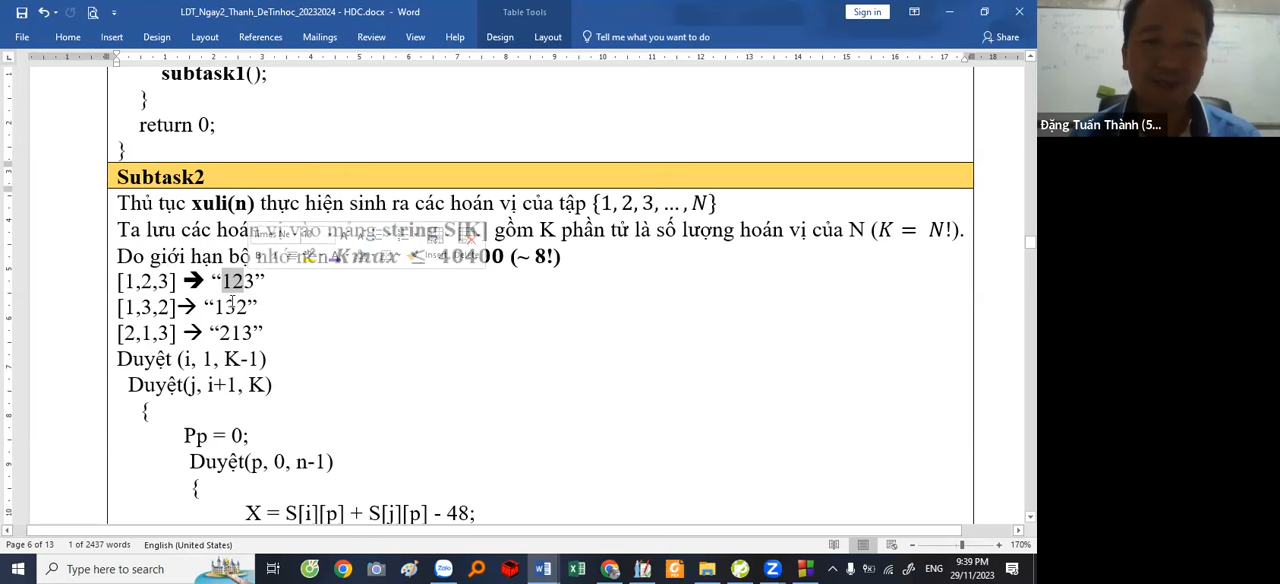 LDT_Ngay2_Thanh_DeTinhoc_20232024 - HDC.docx - Word
Table Tools
Sign in
File Home Insert Design Layout References Mailings Review View Help Design Layout Tell me what you want to do Share
subtask1();
}
return 0;
}
Đặng Tuấn Thành (5...
Subtask2
Thủ tục xuli(n) thực hiện sinh ra các hoán vị của tập {1, 2, 3, ..., N}
Ta lưu các hoán vị vào mảng string S[K] gồm K phần tử là số lượng hoán vị của N (K = N!).
Do giới hạn bộ nhớ nên Kmax ≤ 40400 (~ 8!)
[1,2,3] ➔ “123”
[1,3,2]→ “132”
[2,1,3] → “213”
Duyệt (i, 1, K-1)
Duyệt(j, i+1, K)
{
Pp = 0;
Duyệt(p, 0, n-1)
{
X = S[i][p] + S[j][p] - 48;
Page 6 of 13 1 of 2437 words English (United States) 170%
Type here to search
ENG
9:39 PM
29/11/2023